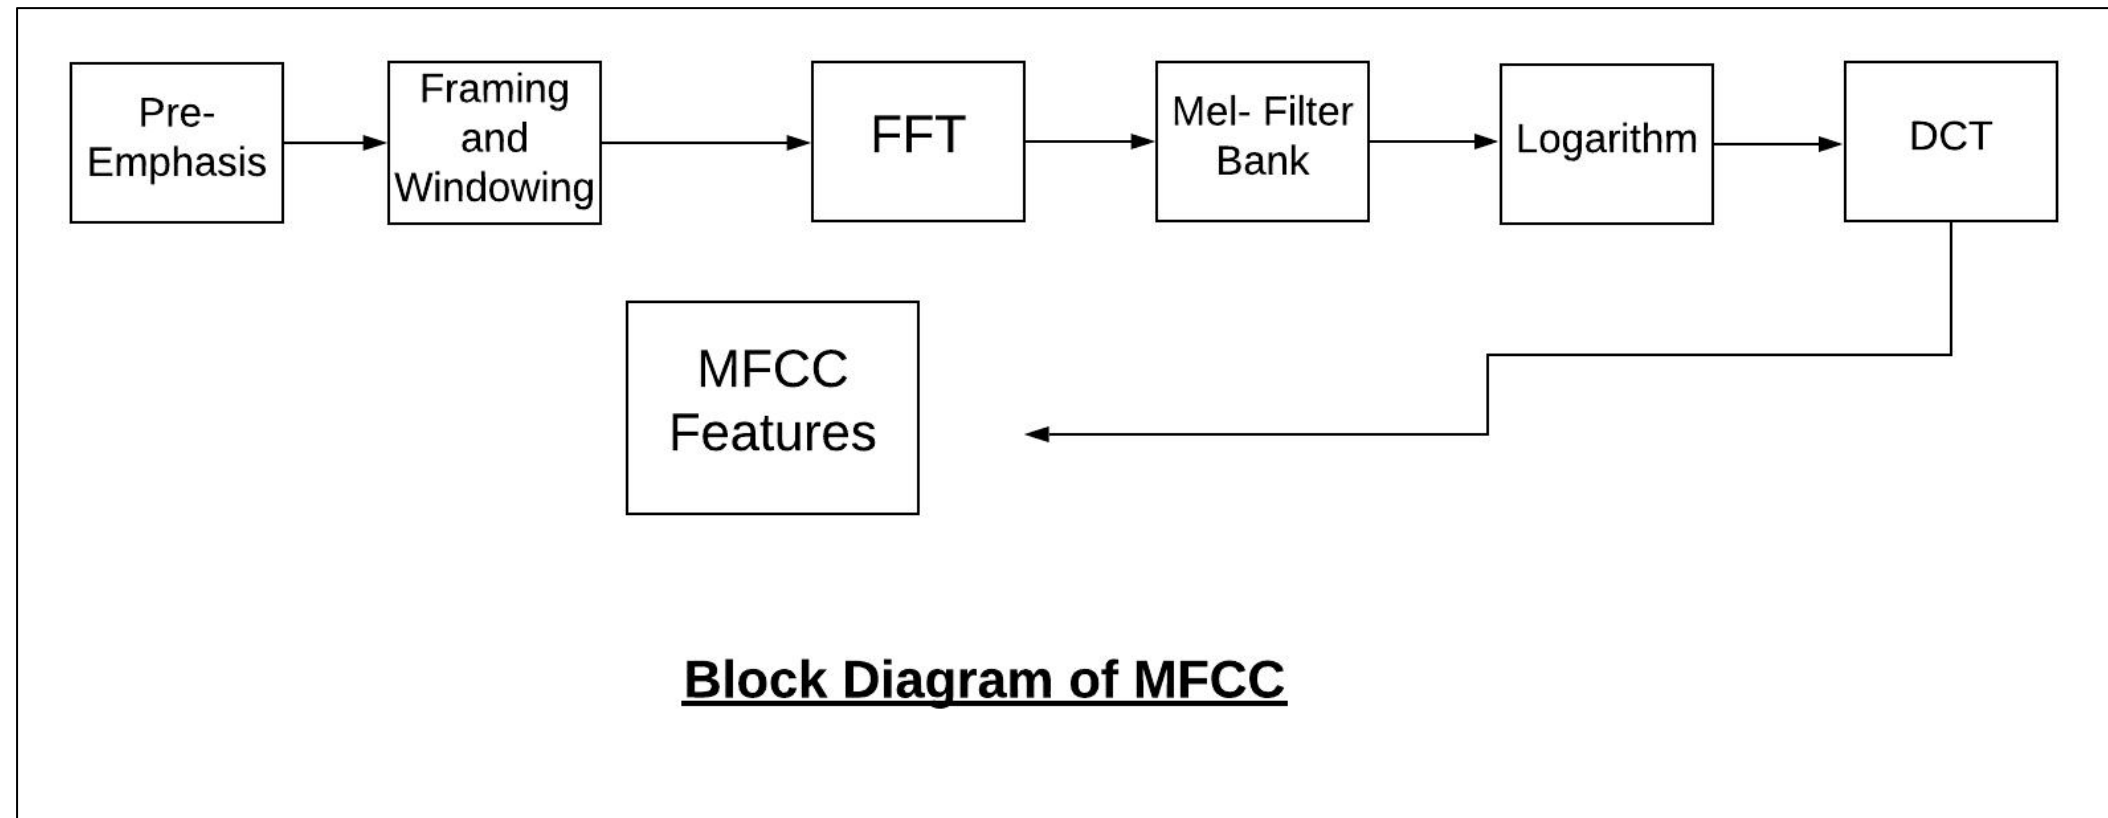 Pre-
Emphasis
Framing
and
Windowing
FFT
Mel- Filter
Bank
Logarithm
DCT
MFCC
Features
Block Diagram of MFCC